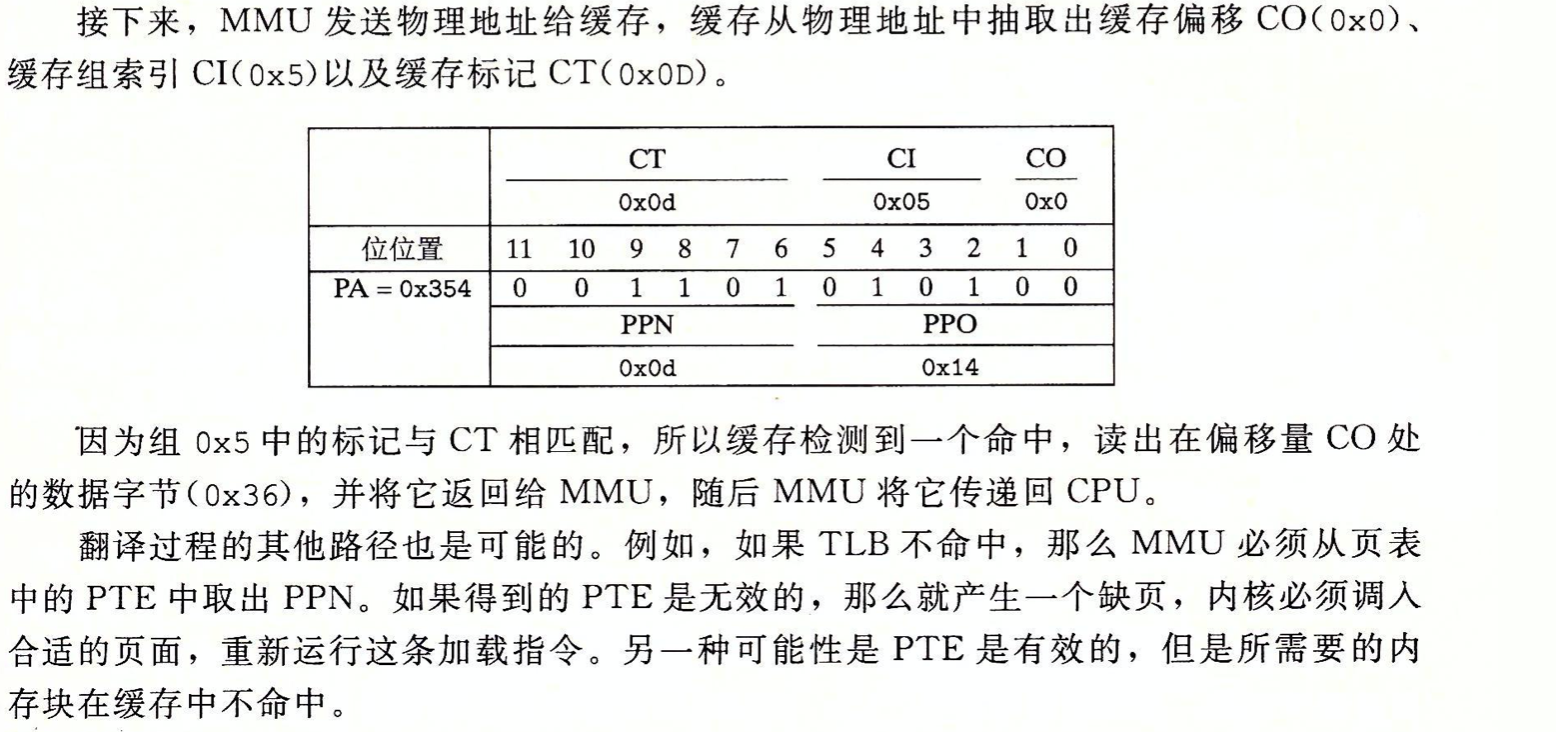 接下来，MMU 发送物理地址给缓存，缓存从物理地址中抽取出缓存偏移 CO(0x0)、
缓存组索引 CI(0x5)以及缓存标记 CT(0x0D)。
CT CI CO
0x0d 0x05 0x0
位位置 11 10 9 8 7 6 5 4 3 2 1 0
PA = 0x354 0 0 1 1 0 1 0 1 0 1 0 0
PPN PPO
0x0d 0x14
因为组 0x5 中的标记与 CT 相匹配，所以缓存检测到一个命中，读出在偏移量 CO 处
的数据字节(0x36)，并将它返回给 MMU，随后 MMU 将它传递回 CPU。
翻译过程的其他路径也是可能的。例如，如果 TLB 不命中，那么 MMU 必须从页表
中的 PTE 中取出 PPN。如果得到的 PTE 是无效的，那么就产生一个缺页，内核必须调入
合适的页面，重新运行这条加载指令。另一种可能性是 PTE 是有效的，但是所需要的内
存块在缓存中不命中。